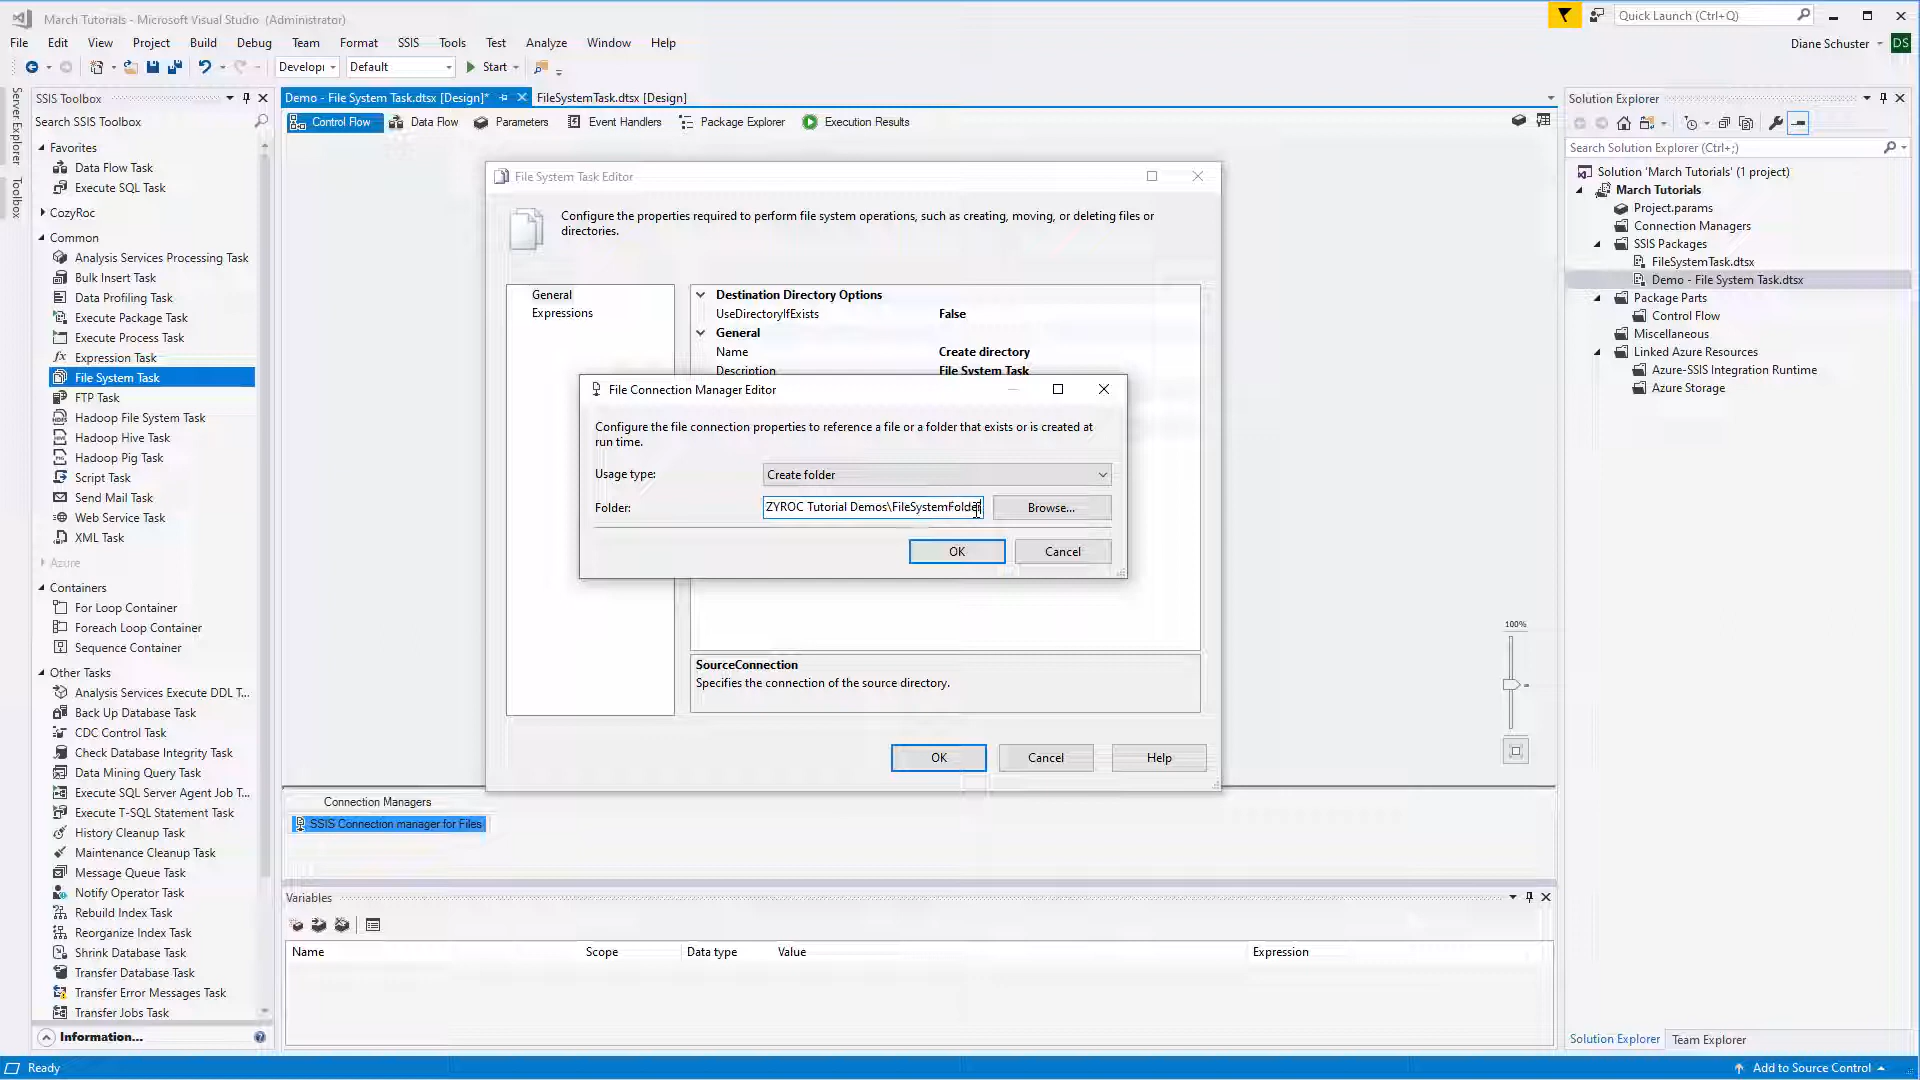 March Tutorials - Microsoft Visual Studio (Administrator)
Quick Launch (Ctrl+Q)
File Edit View Project Build Debug Team Format SSIS Tools Test Analyze Window Help
Diane Schuster DS
Develop Default Start
Server Explorer
Toolbox
SSIS Toolbox
Search SSIS Toolbox
Favorites
Data Flow Task
Execute SQL Task
CozyRoc
Common
Analysis Services Processing Task
Bulk Insert Task
Data Profiling Task
Execute Package Task
Execute Process Task
Expression Task
File System Task
FTP Task
Hadoop File System Task
Hadoop Hive Task
Hadoop Pig Task
Script Task
Send Mail Task
Web Service Task
XML Task
Azure
Containers
For Loop Container
Foreach Loop Container
Sequence Container
Other Tasks
Analysis Services Execute DDL T...
Back Up Database Task
CDC Control Task
Check Database Integrity Task
Data Mining Query Task
Execute SQL Server Agent Job T...
Execute T-SQL Statement Task
History Cleanup Task
Maintenance Cleanup Task
Message Queue Task
Notify Operator Task
Rebuild Index Task
Reorganize Index Task
Shrink Database Task
Transfer Database Task
Transfer Error Messages Task
Transfer Jobs Task
Information...
Demo - File System Task.dtsx [Design]* FileSystemTask.dtsx [Design]
Control Flow Data Flow Parameters Event Handlers Package Explorer Execution Results
File System Task Editor
Configure the properties required to perform file system operations, such as creating, moving, or deleting files or
directories.
General
Expressions
Destination Directory Options
UseDirectoryIfExists False
General
Name Create directory
Description File System Task
File Connection Manager Editor
Configure the file connection properties to reference a file or a folder that exists or is created at
run time.
Usage type: Create folder
Folder: ZYROC Tutorial Demos\FileSystemFolder Browse...
OK Cancel
SourceConnection
Specifies the connection of the source directory.
OK Cancel Help
100%
Connection Managers
SSIS Connection manager for Files
Variables
Name Scope Data type Value Expression
Solution Explorer
Search Solution Explorer (Ctrl+;)
Solution 'March Tutorials' (1 project)
March Tutorials
Project.params
Connection Managers
SSIS Packages
FileSystemTask.dtsx
Demo - File System Task.dtsx
Package Parts
Control Flow
Miscellaneous
Linked Azure Resources
Azure-SSIS Integration Runtime
Azure Storage
Solution Explorer Team Explorer
Ready
Add to Source Control